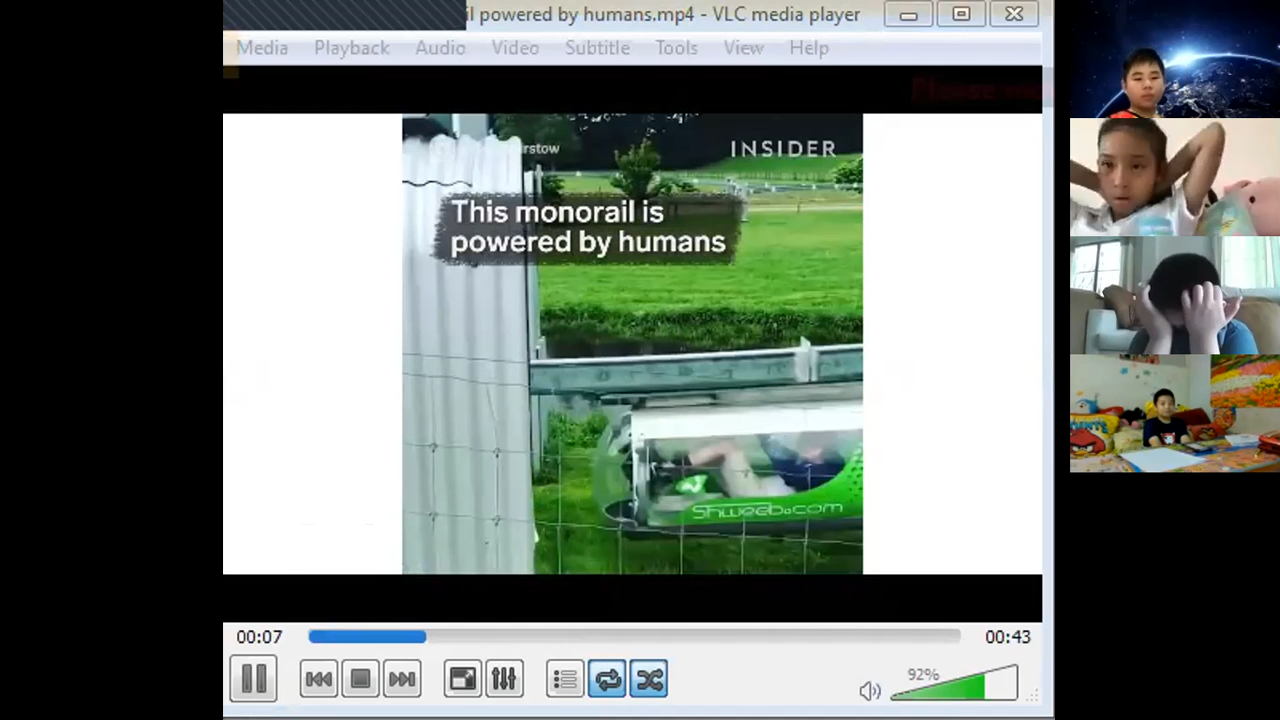 il powered by humans.mp4 - VLC media player
Media Playback Audio Video Subtitle Tools View Help
INSIDER
This monorail is
powered by humans
Shweeb.com
00:07
00:43
92%